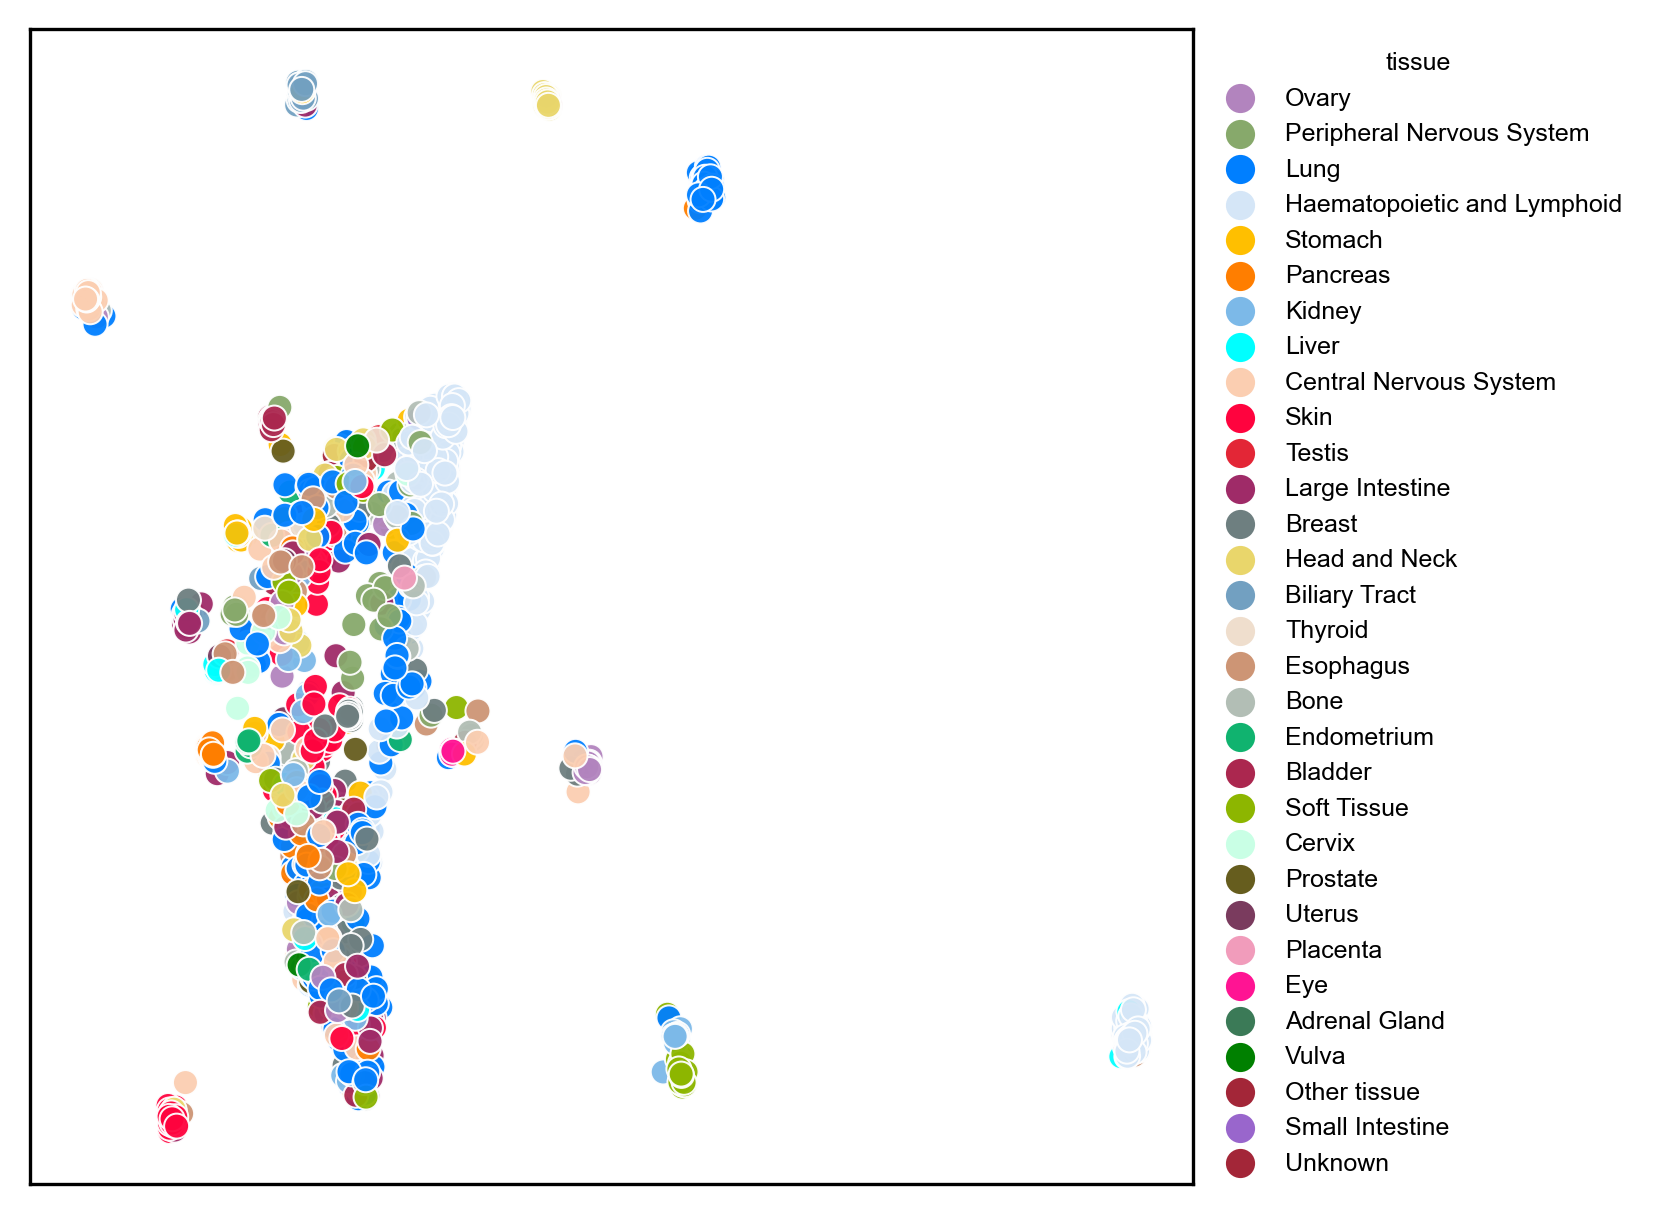 tissue
Ovary
Peripheral Nervous System
Lung
Haematopoietic and Lymphoid
Stomach
Pancreas
Kidney
Liver
Central Nervous System
Skin
Testis
Large Intestine
Breast
Head and Neck
Biliary Tract
Thyroid
Esophagus
Bone
Endometrium
Bladder
Soft Tissue
Cervix
Prostate
Uterus
Placenta
Eye
Adrenal Gland
Vulva
Other tissue
Small Intestine
Unknown